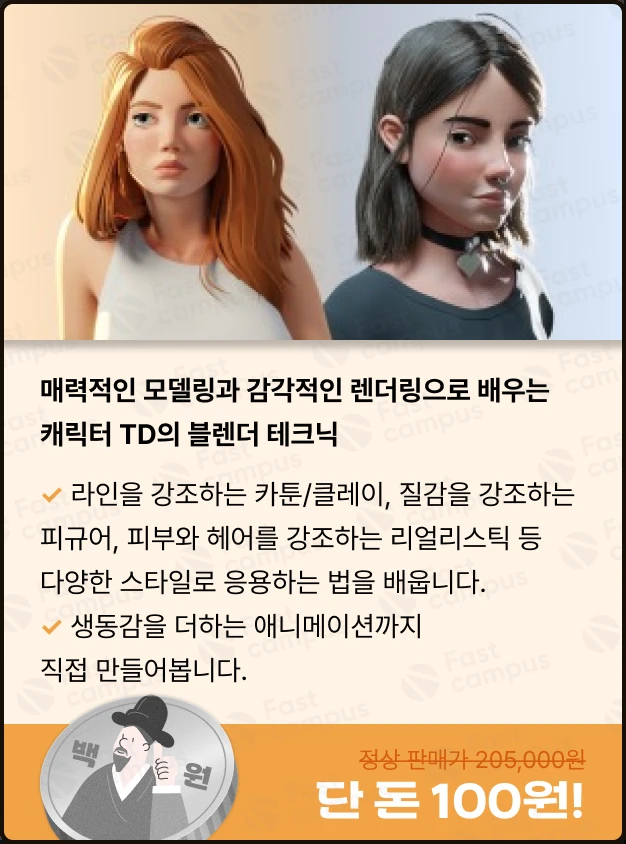 매력적인 모델링과 감각적인 렌더링으로 배우는
캐릭터 TD의 블렌더 테크닉
✓ 라인을 강조하는 카툰/클레이, 질감을 강조하는
피규어, 피부와 헤어를 강조하는 리얼리스틱 등
다양한 스타일로 응용하는 법을 배웁니다.
✓ 생동감을 더하는 애니메이션까지
직접 만들어봅니다.
백 원
정상 판매가 205,000원
단 돈 100원!
Fast campus